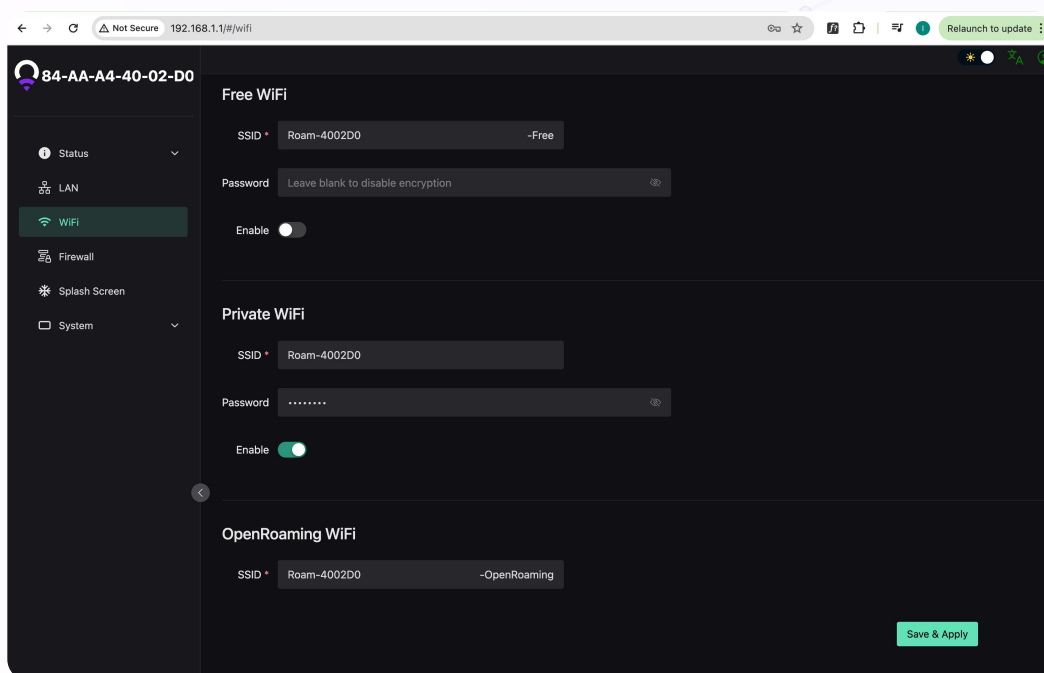 Not Secure 192.168.1.1/#/wifi Relaunch to update
84-AA-A4-40-02-D0
Status
LAN
WiFi
Firewall
Splash Screen
System
Free WiFi
SSID * Roam-4002D0 -Free
Password Leave blank to disable encryption
Enable
Private WiFi
SSID * Roam-4002D0
Password ········
Enable
OpenRoaming WiFi
SSID * Roam-4002D0 -OpenRoaming
Save & Apply